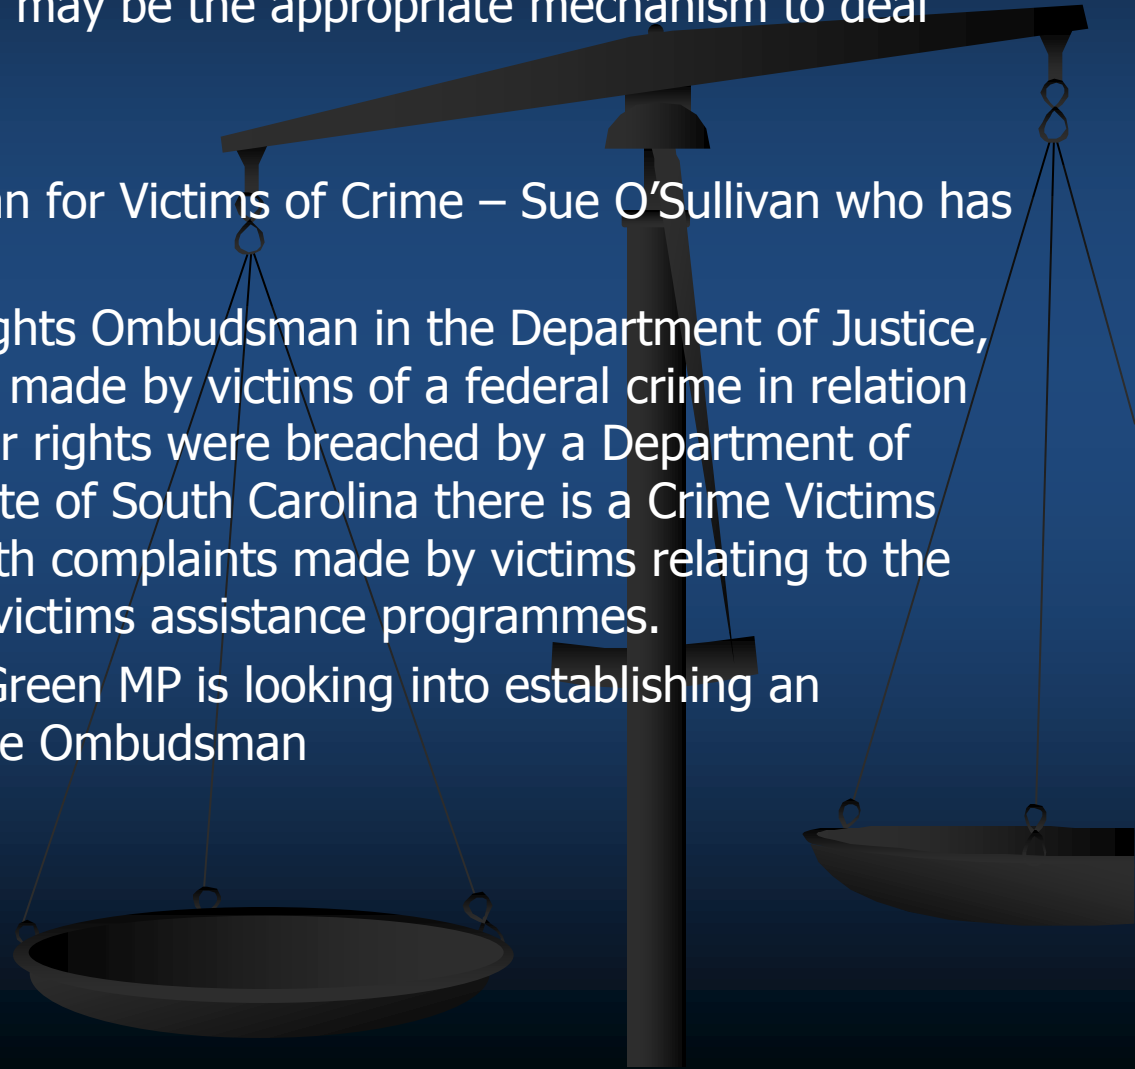 may be the appropriate mechanism to deal
for Victims of Crime – Sue O’Sullivan who has
Ombudsman in the Department of Justice,
made by victims of a federal crime in relation
rights were breached by a Department of
of South Carolina there is a Crime Victims
complaints made by victims relating to the
victims assistance programmes.
Green MP is looking into establishing an
Ombudsman